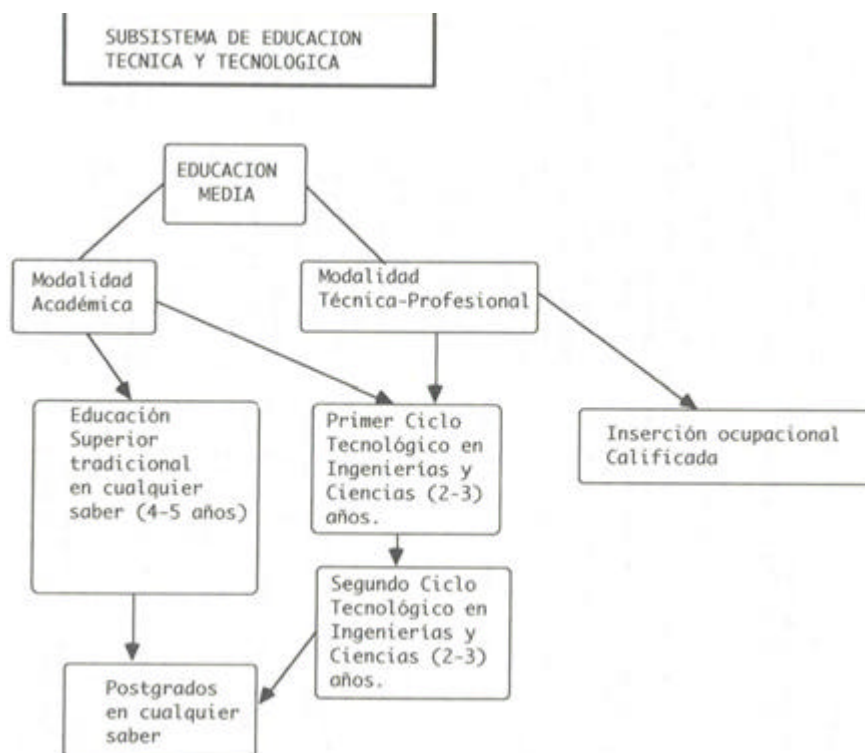 SUBSISTEMA DE EDUCACION
TECNICA Y TECNOLOGICA
EDUCACION
MEDIA
Modalidad
Académica
Modalidad
Técnica-Profesional
Educación
Superior
tradicional
en cualquier
saber (4-5 años)
Primer Ciclo
Tecnológico en
Ingenierías y
Ciencias (2-3)
años.
Inserción ocupacional
Calificada
Segundo Ciclo
Tecnológico en
Ingenierías y
Ciencias (2-3)
años.
Postgrados
en cualquier
saber